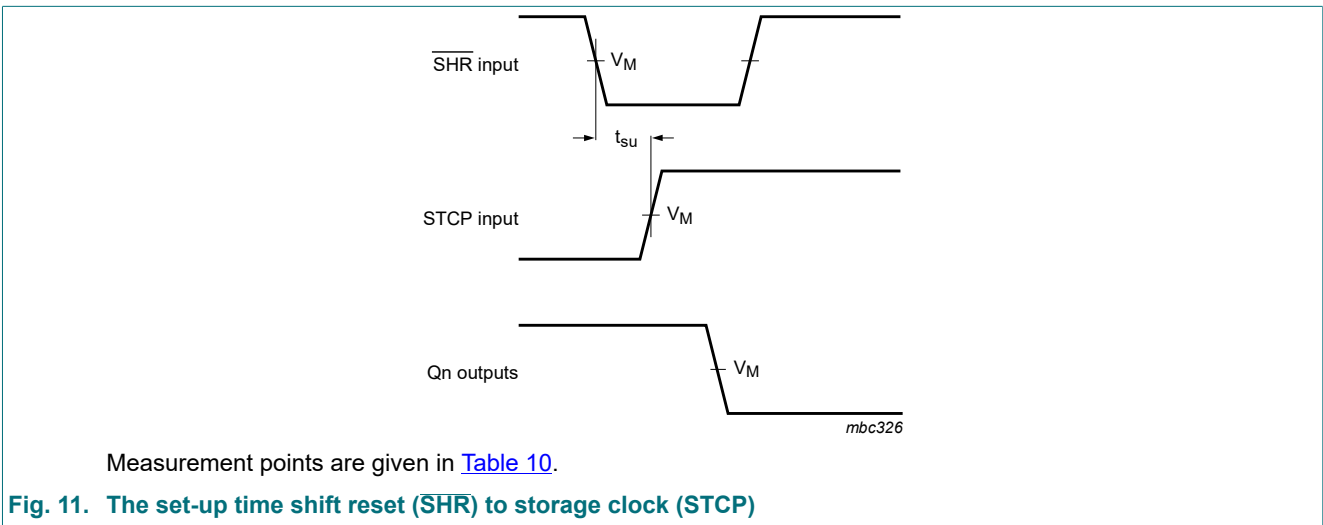 SHR input
VM
tsu
STCP input
VM
Qn outputs
VM
mbc326
Measurement points are given in Table 10.
Fig. 11. The set-up time shift reset (SHR) to storage clock (STCP)